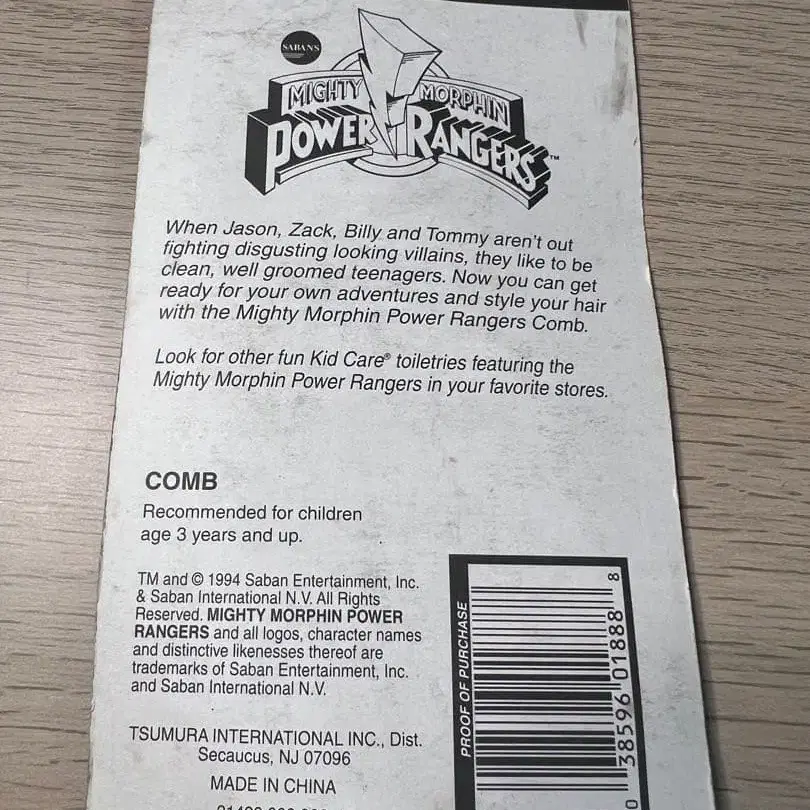 SABAN'S
MIGHTY MORPHIN
POWER RANGERS™
When Jason, Zack, Billy and Tommy aren't out
fighting disgusting looking villains, they like to be
clean, well groomed teenagers. Now you can get
ready for your own adventures and style your hair
with the Mighty Morphin Power Rangers Comb.
Look for other fun Kid Care® toiletries featuring the
Mighty Morphin Power Rangers in your favorite stores.
COMB
Recommended for children
age 3 years and up.
TM and © 1994 Saban Entertainment, Inc.
& Saban International N.V. All Rights
Reserved. MIGHTY MORPHIN POWER
RANGERS and all logos, character names
and distinctive likenesses thereof are
trademarks of Saban Entertainment, Inc.
and Saban International N.V.
TSUMURA INTERNATIONAL INC., Dist.
Secaucus, NJ 07096
MADE IN CHINA
PROOF OF PURCHASE
0 38596 01888 8